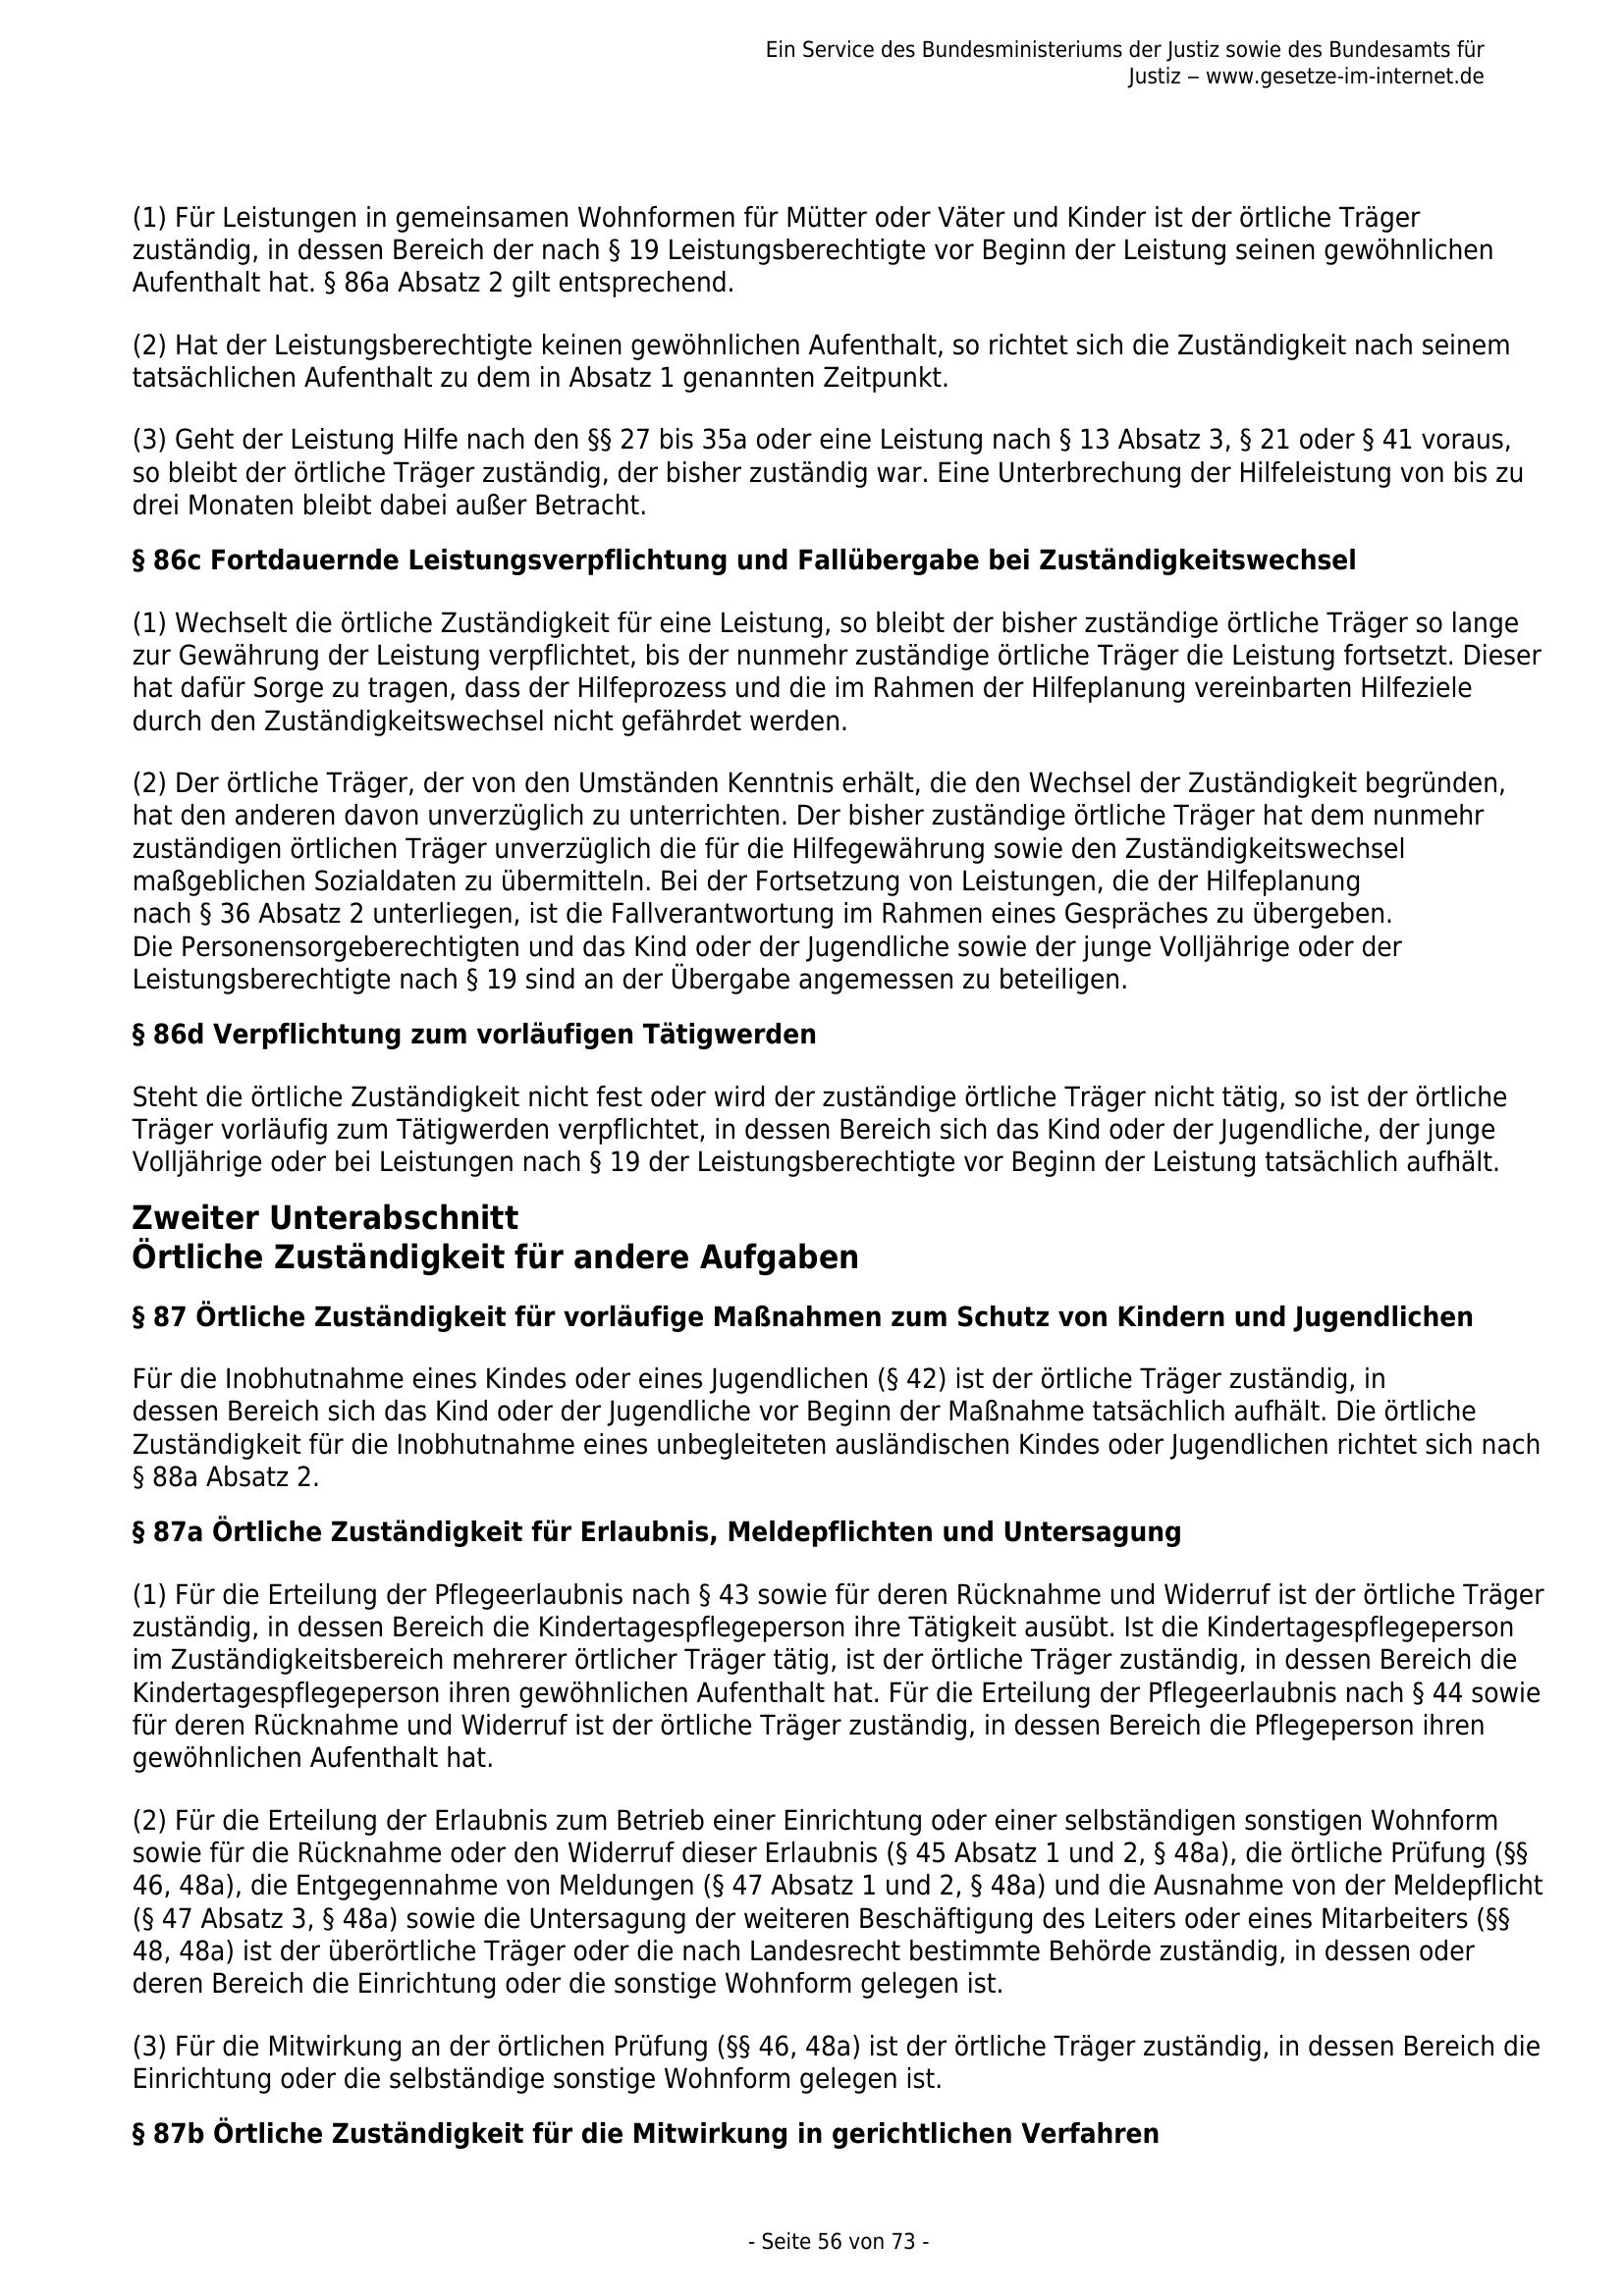 Ein Service des Bundesministeriums der Justiz sowie des Bundesamts für
Justiz ‒ www.gesetze-im-internet.de
(1) Für Leistungen in gemeinsamen Wohnformen für Mütter oder Väter und Kinder ist der örtliche Träger
zuständig, in dessen Bereich der nach § 19 Leistungsberechtigte vor Beginn der Leistung seinen gewöhnlichen
Aufenthalt hat. § 86a Absatz 2 gilt entsprechend.
(2) Hat der Leistungsberechtigte keinen gewöhnlichen Aufenthalt, so richtet sich die Zuständigkeit nach seinem
tatsächlichen Aufenthalt zu dem in Absatz 1 genannten Zeitpunkt.
(3) Geht der Leistung Hilfe nach den §§ 27 bis 35a oder eine Leistung nach § 13 Absatz 3, § 21 oder § 41 voraus,
so bleibt der örtliche Träger zuständig, der bisher zuständig war. Eine Unterbrechung der Hilfeleistung von bis zu
drei Monaten bleibt dabei außer Betracht.
§ 86c Fortdauernde Leistungsverpflichtung und Fallübergabe bei Zuständigkeitswechsel
(1) Wechselt die örtliche Zuständigkeit für eine Leistung, so bleibt der bisher zuständige örtliche Träger so lange
zur Gewährung der Leistung verpflichtet, bis der nunmehr zuständige örtliche Träger die Leistung fortsetzt. Dieser
hat dafür Sorge zu tragen, dass der Hilfeprozess und die im Rahmen der Hilfeplanung vereinbarten Hilfeziele
durch den Zuständigkeitswechsel nicht gefährdet werden.
(2) Der örtliche Träger, der von den Umständen Kenntnis erhält, die den Wechsel der Zuständigkeit begründen,
hat den anderen davon unverzüglich zu unterrichten. Der bisher zuständige örtliche Träger hat dem nunmehr
zuständigen örtlichen Träger unverzüglich die für die Hilfegewährung sowie den Zuständigkeitswechsel
maßgeblichen Sozialdaten zu übermitteln. Bei der Fortsetzung von Leistungen, die der Hilfeplanung
nach § 36 Absatz 2 unterliegen, ist die Fallverantwortung im Rahmen eines Gespräches zu übergeben.
Die Personensorgeberechtigten und das Kind oder der Jugendliche sowie der junge Volljährige oder der
Leistungsberechtigte nach § 19 sind an der Übergabe angemessen zu beteiligen.
§ 86d Verpflichtung zum vorläufigen Tätigwerden
Steht die örtliche Zuständigkeit nicht fest oder wird der zuständige örtliche Träger nicht tätig, so ist der örtliche
Träger vorläufig zum Tätigwerden verpflichtet, in dessen Bereich sich das Kind oder der Jugendliche, der junge
Volljährige oder bei Leistungen nach § 19 der Leistungsberechtigte vor Beginn der Leistung tatsächlich aufhält.
Zweiter Unterabschnitt
Örtliche Zuständigkeit für andere Aufgaben
§ 87 Örtliche Zuständigkeit für vorläufige Maßnahmen zum Schutz von Kindern und Jugendlichen
Für die Inobhutnahme eines Kindes oder eines Jugendlichen (§ 42) ist der örtliche Träger zuständig, in
dessen Bereich sich das Kind oder der Jugendliche vor Beginn der Maßnahme tatsächlich aufhält. Die örtliche
Zuständigkeit für die Inobhutnahme eines unbegleiteten ausländischen Kindes oder Jugendlichen richtet sich nach
§ 88a Absatz 2.
§ 87a Örtliche Zuständigkeit für Erlaubnis, Meldepflichten und Untersagung
(1) Für die Erteilung der Pflegeerlaubnis nach § 43 sowie für deren Rücknahme und Widerruf ist der örtliche Träger
zuständig, in dessen Bereich die Kindertagespflegeperson ihre Tätigkeit ausübt. Ist die Kindertagespflegeperson
im Zuständigkeitsbereich mehrerer örtlicher Träger tätig, ist der örtliche Träger zuständig, in dessen Bereich die
Kindertagespflegeperson ihren gewöhnlichen Aufenthalt hat. Für die Erteilung der Pflegeerlaubnis nach § 44 sowie
für deren Rücknahme und Widerruf ist der örtliche Träger zuständig, in dessen Bereich die Pflegeperson ihren
gewöhnlichen Aufenthalt hat.
(2) Für die Erteilung der Erlaubnis zum Betrieb einer Einrichtung oder einer selbständigen sonstigen Wohnform
sowie für die Rücknahme oder den Widerruf dieser Erlaubnis (§ 45 Absatz 1 und 2, § 48a), die örtliche Prüfung (§§
46, 48a), die Entgegennahme von Meldungen (§ 47 Absatz 1 und 2, § 48a) und die Ausnahme von der Meldepflicht
(§ 47 Absatz 3, § 48a) sowie die Untersagung der weiteren Beschäftigung des Leiters oder eines Mitarbeiters (§§
48, 48a) ist der überörtliche Träger oder die nach Landesrecht bestimmte Behörde zuständig, in dessen oder
deren Bereich die Einrichtung oder die sonstige Wohnform gelegen ist.
(3) Für die Mitwirkung an der örtlichen Prüfung (§§ 46, 48a) ist der örtliche Träger zuständig, in dessen Bereich die
Einrichtung oder die selbständige sonstige Wohnform gelegen ist.
§ 87b Örtliche Zuständigkeit für die Mitwirkung in gerichtlichen Verfahren
- Seite 56 von 73 -